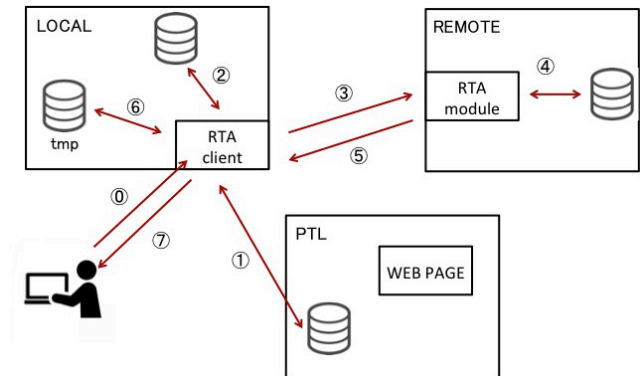 LOCAL
REMOTE
②
④
③
⑥
RTA
module
tmp
RTA
client
⑤
⓪
⑦
PTL
①
WEB PAGE